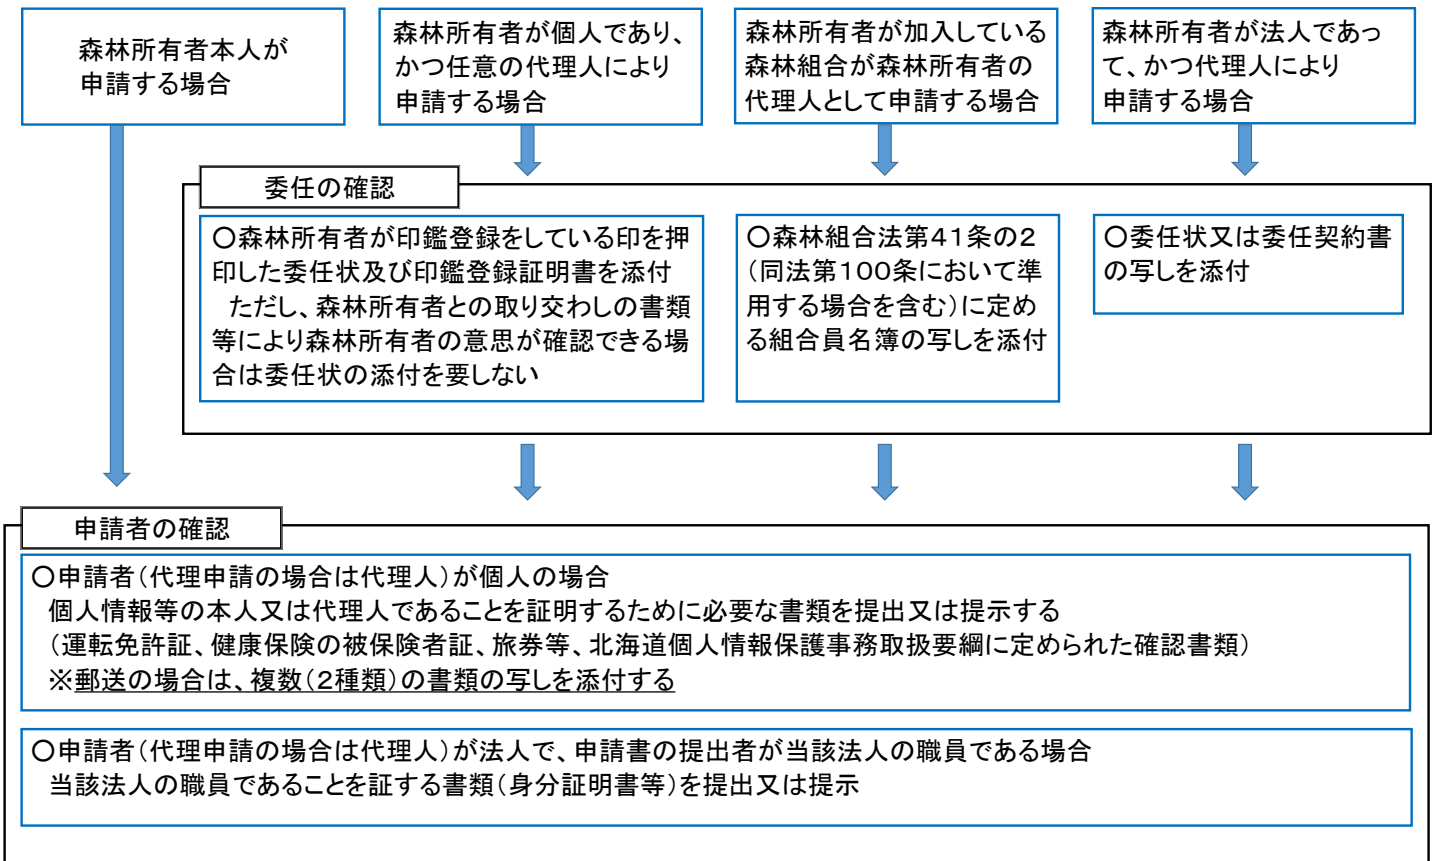 森林所有者本人が
申請する場合
森林所有者が個人であり、
かつ任意の代理人により
申請する場合
森林所有者が加入している
森林組合が森林所有者の
代理人として申請する場合
森林所有者が法人であっ
て、かつ代理人により
申請する場合
委任の確認
〇森林所有者が印鑑登録をしている印を押
印した委任状及び印鑑登録証明書を添付
ただし、森林所有者との取り交わしの書類
等により森林所有者の意思が確認できる場
合は委任状の添付を要しない
〇森林組合法第41条の2
(同法第100条において準
用する場合を含む)に定め
る組合員名簿の写しを添付
〇委任状又は委任契約書
の写しを添付
申請者の確認
〇申請者(代理申請の場合は代理人)が個人の場合
個人情報等の本人又は代理人であることを証明するために必要な書類を提出又は提示する
(運転免許証、健康保険の被保険者証、旅券等、北海道個人情報保護事務取扱要綱に定められた確認書類)
※郵送の場合は、複数(2種類)の書類の写しを添付する
〇申請者(代理申請の場合は代理人)が法人で、申請書の提出者が当該法人の職員である場合
当該法人の職員であることを証する書類(身分証明書等)を提出又は提示